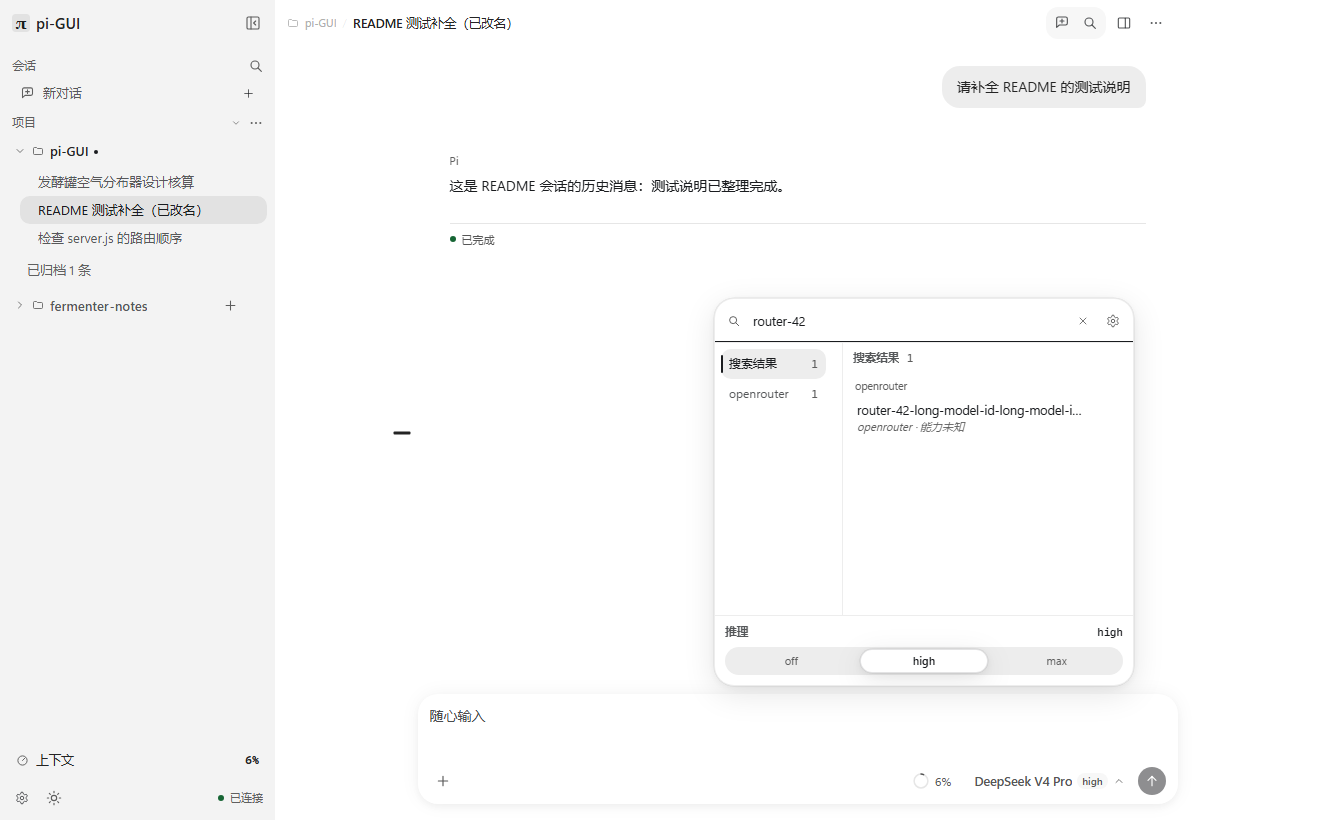 π pi-GUI
会话
新对话
项目
pi-GUI
发酵罐空气分布器设计核算
README 测试补全（已改名）
检查 server.js 的路由顺序
已归档 1 条
fermenter-notes
上下文 6%
已连接
pi-GUI / README 测试补全（已改名）
请补全 README 的测试说明
Pi
这是 README 会话的历史消息：测试说明已整理完成。
已完成
router-42
搜索结果 1
openrouter 1
搜索结果 1
openrouter
router-42-long-model-id-long-model-i...
openrouter · 能力未知
推理 high
off high max
随心输入
6% DeepSeek V4 Pro high